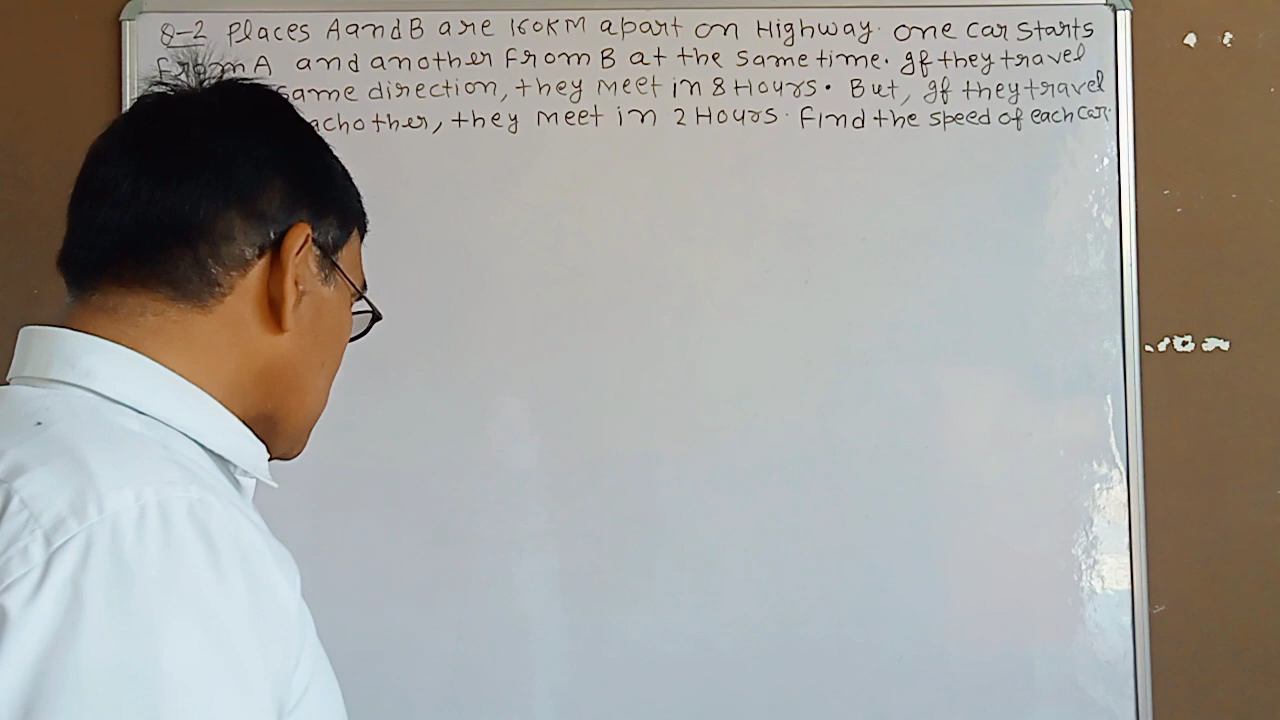 Q-2 Places A and B are 160KM apart on Highway. One car starts
From A and another from B at the same time. If they travel
same direction, they meet in 8 Hours. But, If they travel
eachother, they meet in 2 Hours. Find the speed of each car.